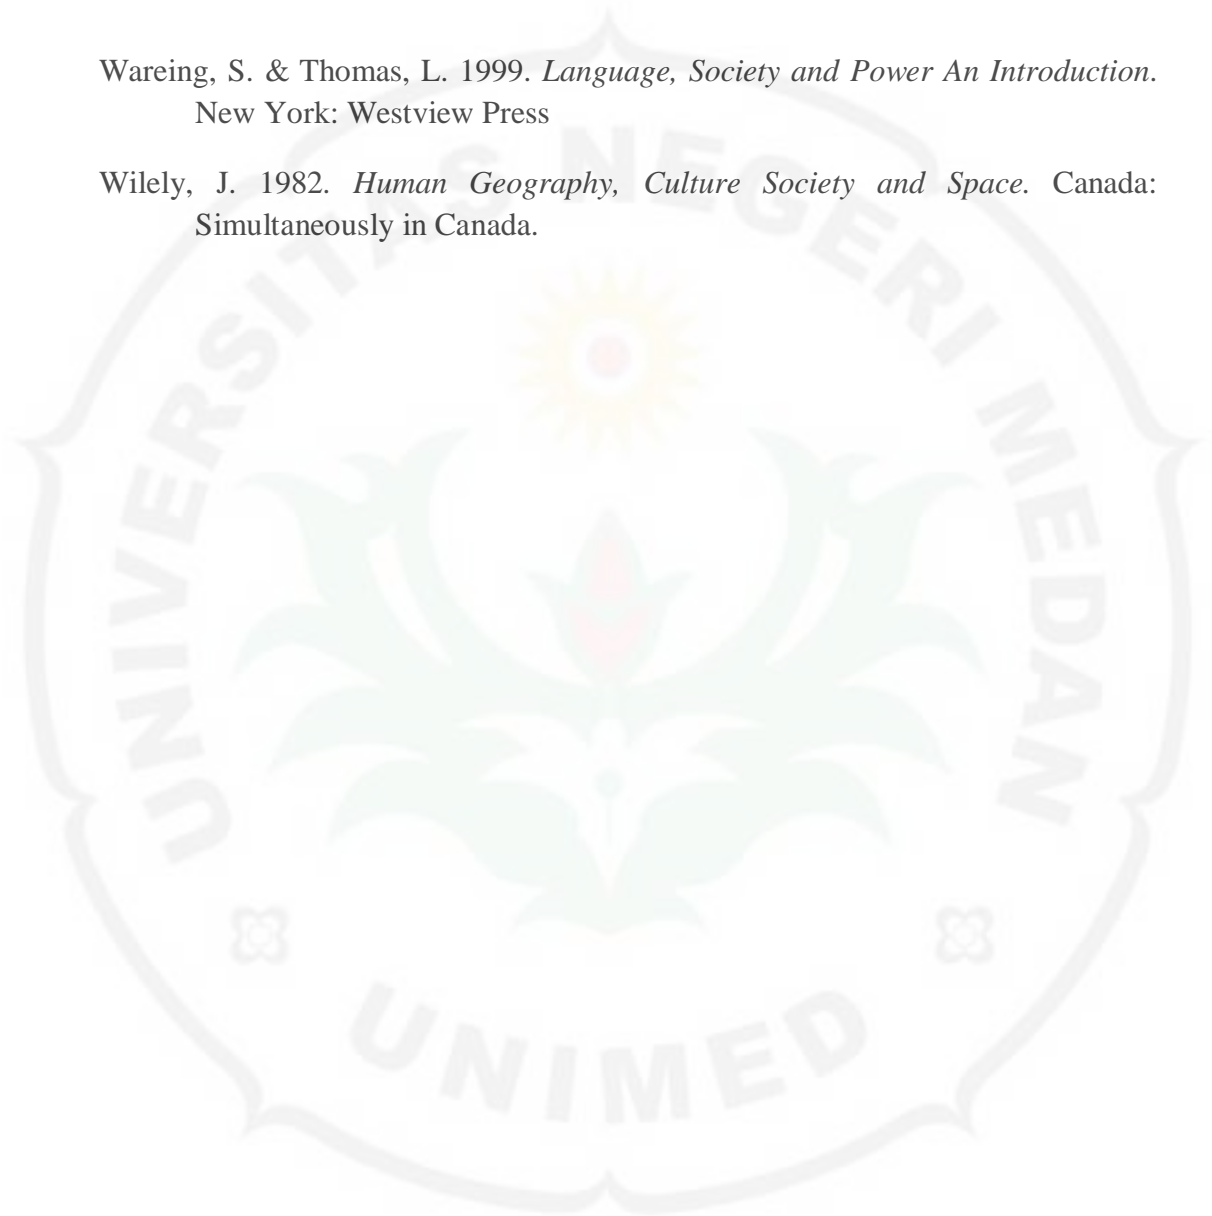 Wareing, S. & Thomas, L. 1999. Language, Society and Power An Introduction.
New York: Westview Press
Wilely, J. 1982. Human Geography, Culture Society and Space. Canada:
Simultaneously in Canada.
UNIVERSITAS NEGERI MEDAN
UNIMED